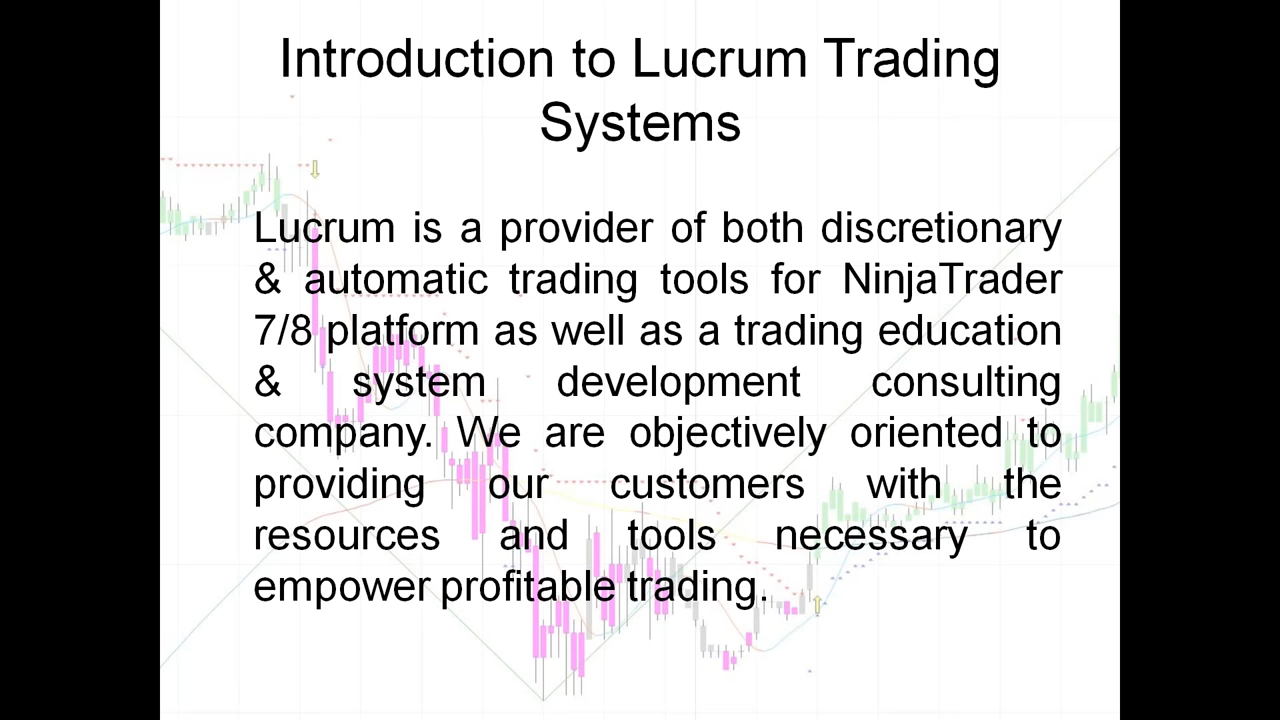 Introduction to Lucrum Trading
Systems
Lucrum is a provider of both discretionary
& automatic trading tools for NinjaTrader
7/8 platform as well as a trading education
& system development consulting
company. We are objectively oriented to
providing our customers with the
resources and tools necessary to
empower profitable trading.